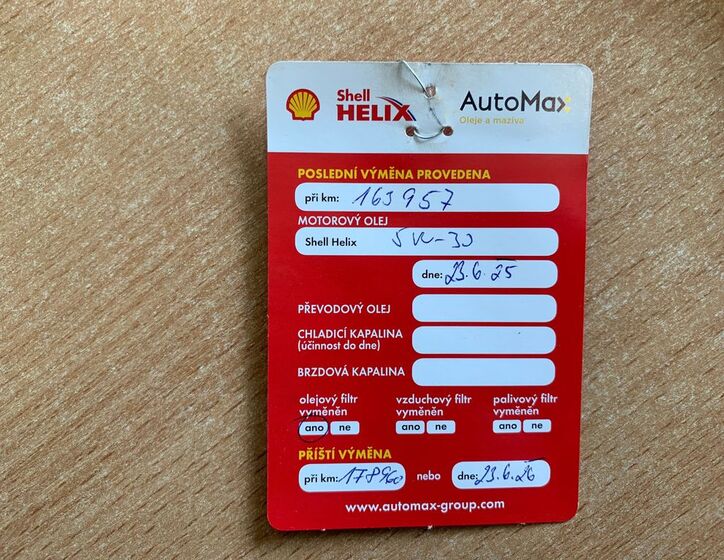 Shell
HELIX
AutoMax
Oleje a maziva
POSLEDNÍ VÝMĚNA PROVEDENA
při km: 163957
MOTOROVÝ OLEJ
Shell Helix 5W-30
dne: 23.6.25
PŘEVODOVÝ OLEJ
CHLADICÍ KAPALINA
(účinnost do dne)
BRZDOVÁ KAPALINA
olejový filtr vzduchový filtr palivový filtr
vyměněn vyměněn vyměněn
ano ne ano ne ano ne
PŘÍŠTÍ VÝMĚNA
při km: 178960 nebo dne: 23.6.26
www.automax-group.com